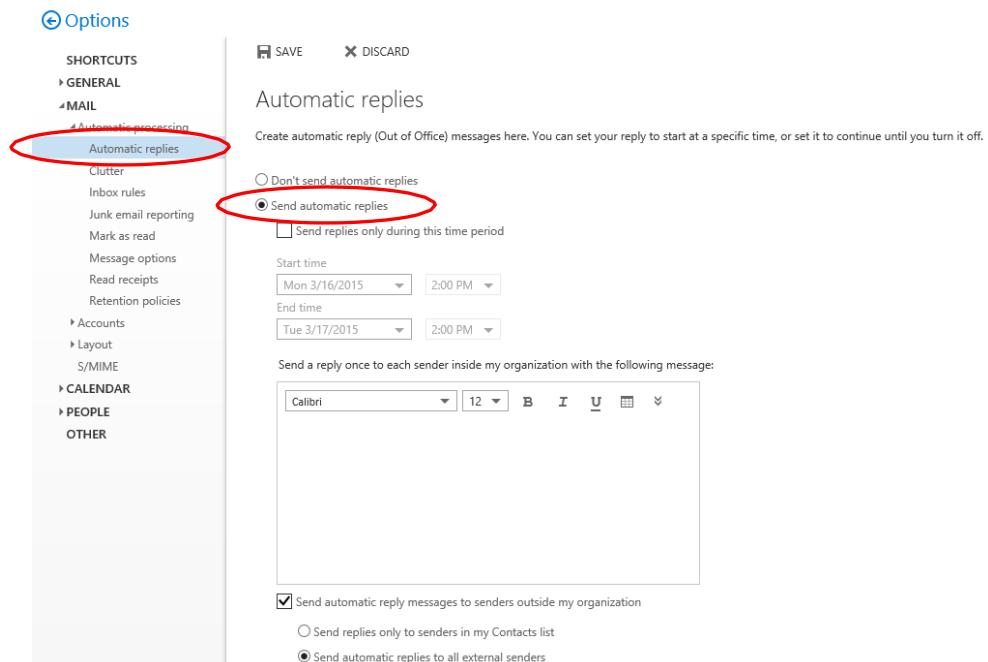 Options
SHORTCUTS
GENERAL
MAIL
Automatic processing
Automatic replies
Clutter
Inbox rules
Junk email reporting
Mark as read
Message options
Read receipts
Retention policies
Accounts
Layout
S/MIME
CALENDAR
PEOPLE
OTHER
SAVE DISCARD
Automatic replies
Create automatic reply (Out of Office) messages here. You can set your reply to start at a specific time, or set it to continue until you turn it off.
Don't send automatic replies
Send automatic replies
Send replies only during this time period
Start time
Mon 3/16/2015 2:00 PM
End time
Tue 3/17/2015 2:00 PM
Send a reply once to each sender inside my organization with the following message:
Calibri 12 B I U
Send automatic reply messages to senders outside my organization
Send replies only to senders in my Contacts list
Send automatic replies to all external senders